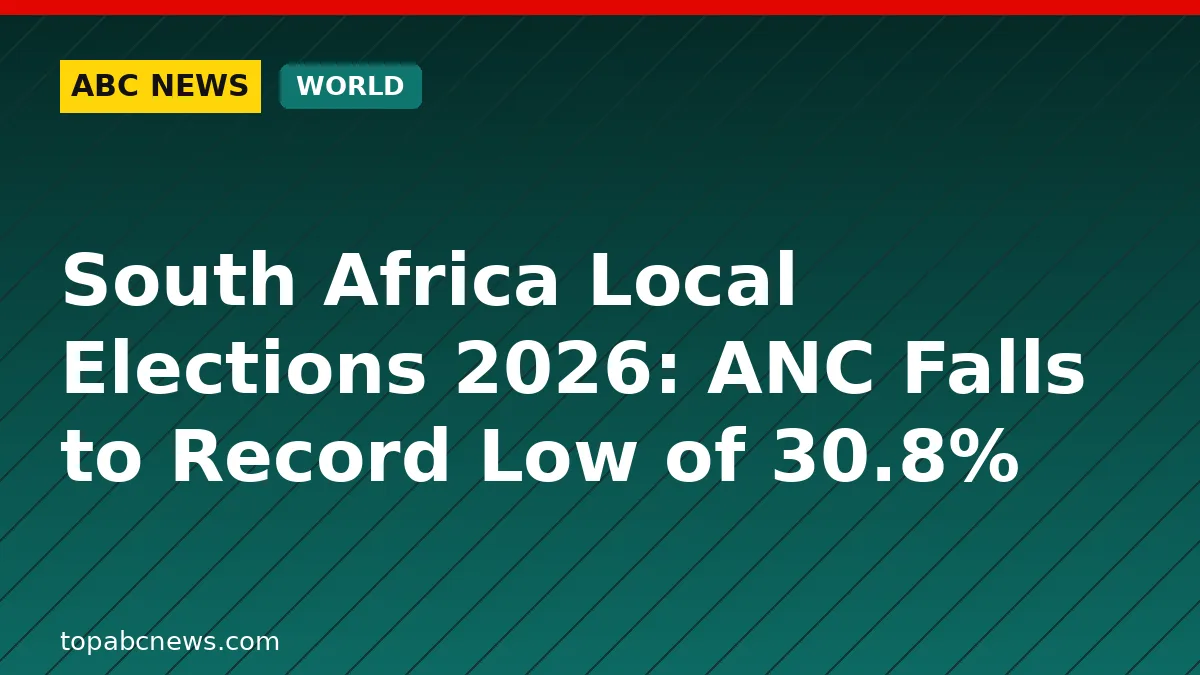 ABC NEWS WORLD
South Africa Local
Elections 2026: ANC Falls
to Record Low of 30.8%
topabcnews.com